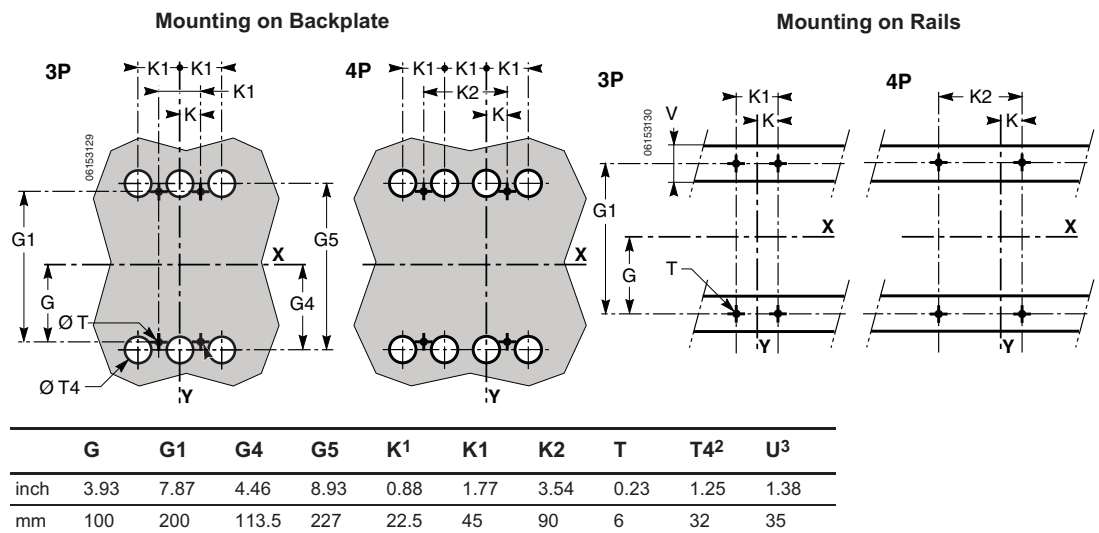 Mounting on Backplate
Mounting on Rails
3P
K1 K1
K1
K
06153129
G1
G
G5
G4
X
Y
Ø T
Ø T4
4P
K1 K1 K1
K2
K
X
Y
3P
K1
K
V
06153130
G1
G
T
X
Y
4P
K2
K
X
Y
G G1 G4 G5 K¹ K1 K2 T T4² U³
inch 3.93 7.87 4.46 8.93 0.88 1.77 3.54 0.23 1.25 1.38
mm 100 200 113.5 227 22.5 45 90 6 32 35